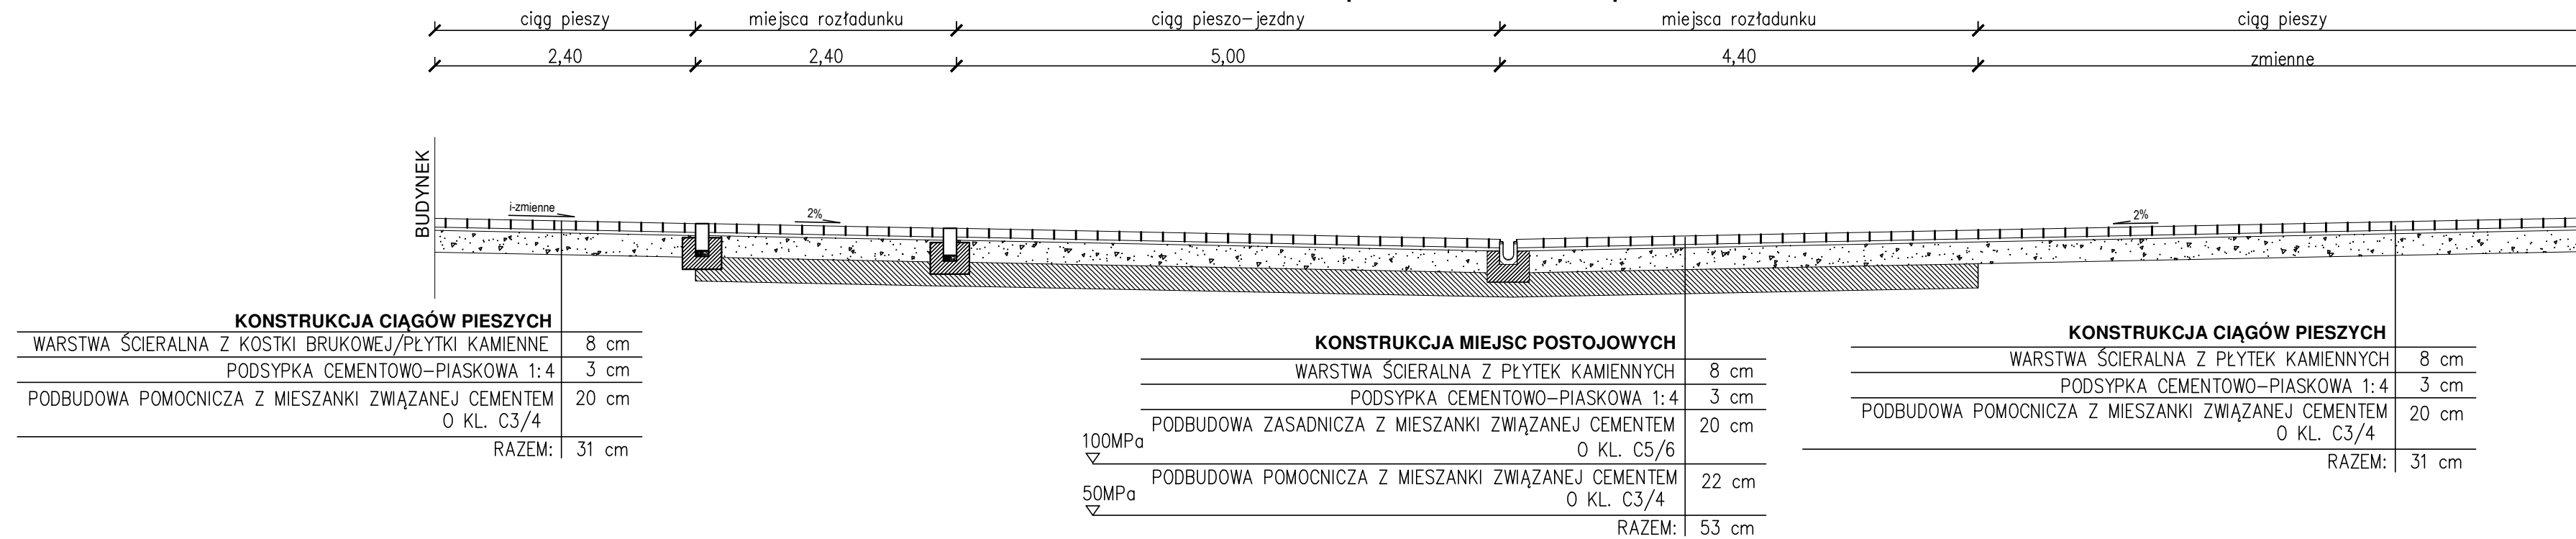 ciąg pieszy
miejsca rozładunku
ciąg pieszo-jezdny
miejsca rozładunku
ciąg pieszy
2,40
2,40
5,00
4,40
zmienne
BUDYNEK
i-zmienne
2%
2%
KONSTRUKCJA CIĄGÓW PIESZYCH
WARSTWA ŚCIERALNA Z KOSTKI BRUKOWEJ/PŁYTKI KAMIENNE 8 cm
PODSYPKA CEMENTOWO-PIASKOWA 1:4 3 cm
PODBUDOWA POMOCNICZA Z MIESZANKI ZWIĄZANEJ CEMENTEM 20 cm
O KL. C3/4
RAZEM: 31 cm
KONSTRUKCJA MIEJSC POSTOJOWYCH
WARSTWA ŚCIERALNA Z PŁYTEK KAMIENNYCH 8 cm
PODSYPKA CEMENTOWO-PIASKOWA 1:4 3 cm
PODBUDOWA ZASADNICZA Z MIESZANKI ZWIĄZANEJ CEMENTEM 20 cm
O KL. C5/6
100MPa
PODBUDOWA POMOCNICZA Z MIESZANKI ZWIĄZANEJ CEMENTEM 22 cm
O KL. C3/4
50MPa
RAZEM: 53 cm
KONSTRUKCJA CIĄGÓW PIESZYCH
WARSTWA ŚCIERALNA Z PŁYTEK KAMIENNYCH 8 cm
PODSYPKA CEMENTOWO-PIASKOWA 1:4 3 cm
PODBUDOWA POMOCNICZA Z MIESZANKI ZWIĄZANEJ CEMENTEM 20 cm
O KL. C3/4
RAZEM: 31 cm